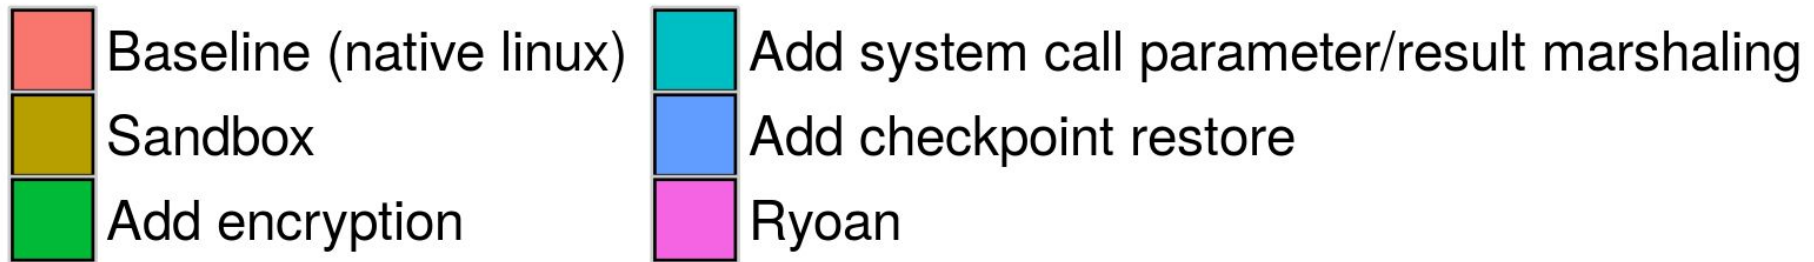 Baseline (native linux)
Sandbox
Add encryption
Add system call parameter/result marshaling
Add checkpoint restore
Ryoan